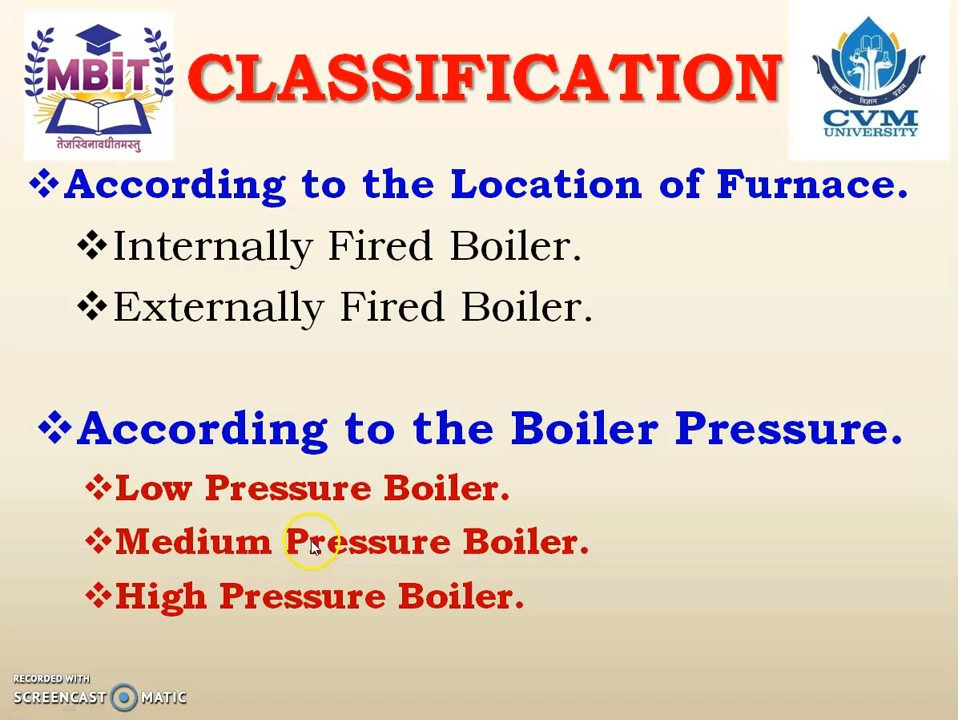 MBIT
तेजस्विनावधीतमस्तु
CLASSIFICATION
ज्ञान - विज्ञान - प्रज्ञान
CVM
UNIVERSITY
❖According to the Location of Furnace.
❖Internally Fired Boiler.
❖Externally Fired Boiler.
❖According to the Boiler Pressure.
❖Low Pressure Boiler.
❖Medium Pressure Boiler.
❖High Pressure Boiler.
RECORDED WITH
SCREENCAST MATIC